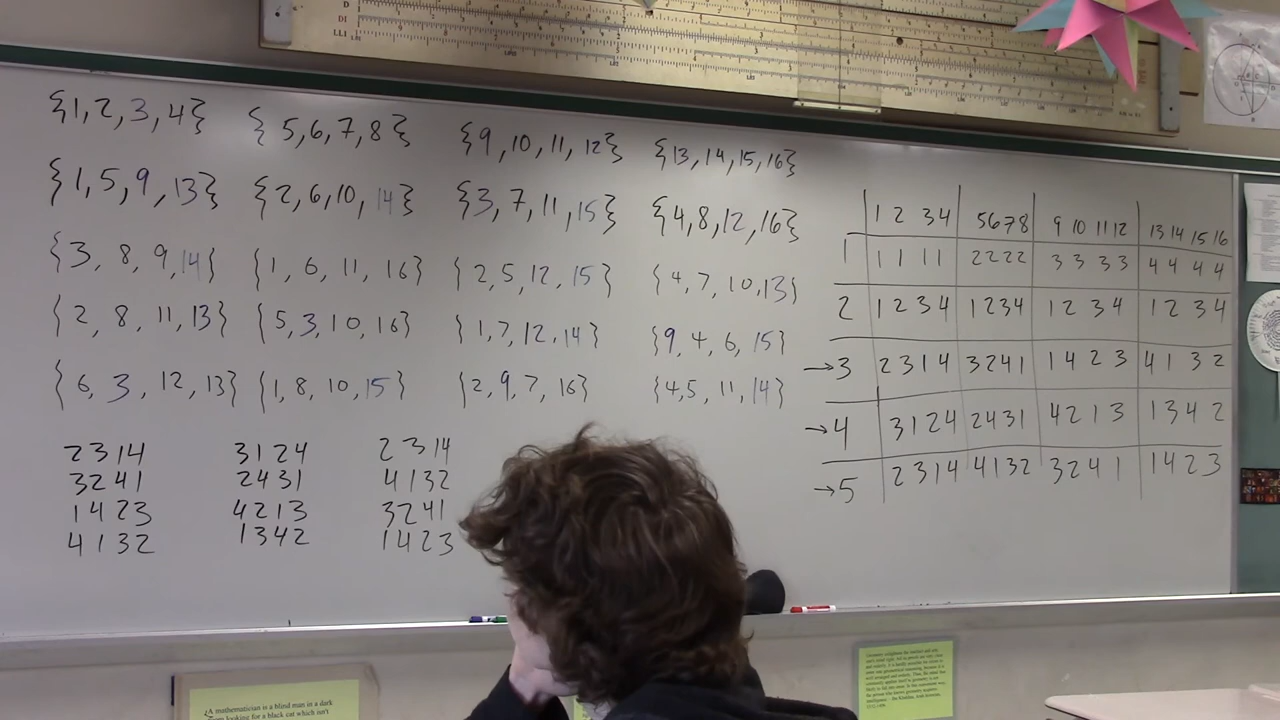 {1,2,3,4} {5,6,7,8} {9,10,11,12} {13,14,15,16}
{1,5,9,13} {2,6,10,14} {3,7,11,15} {4,8,12,16}
{3, 8, 9,14} {1, 6, 11, 16} {2,5,12,15} {4,7,10,13}
{2, 8, 11,13} {5,3,10,16} {1,7,12,14} {9,4,6,15}
{6, 3, 12,13} {1,8,10,15} {2,9,7,16} {4,5,11,14}
2314 3124 2314
3241 2431 4132
1423 4213 3241
4132 1342 1423
1 2 3 4 5 6 7 8 9 10 11 12 13 14 15 16
1 1 1 1 1 2 2 2 2 3 3 3 3 4 4 4 4
2 1 2 3 4 1 2 3 4 1 2 3 4 1 2 3 4
→3 2 3 1 4 3 2 4 1 1 4 2 3 4 1 3 2
→4 3 1 2 4 2 4 3 1 4 2 1 3 1 3 4 2
→5 2 3 1 4 4 1 3 2 3 2 4 1 1 4 2 3
A mathematician is a blind man in a dark
looking for a black cat which isn't